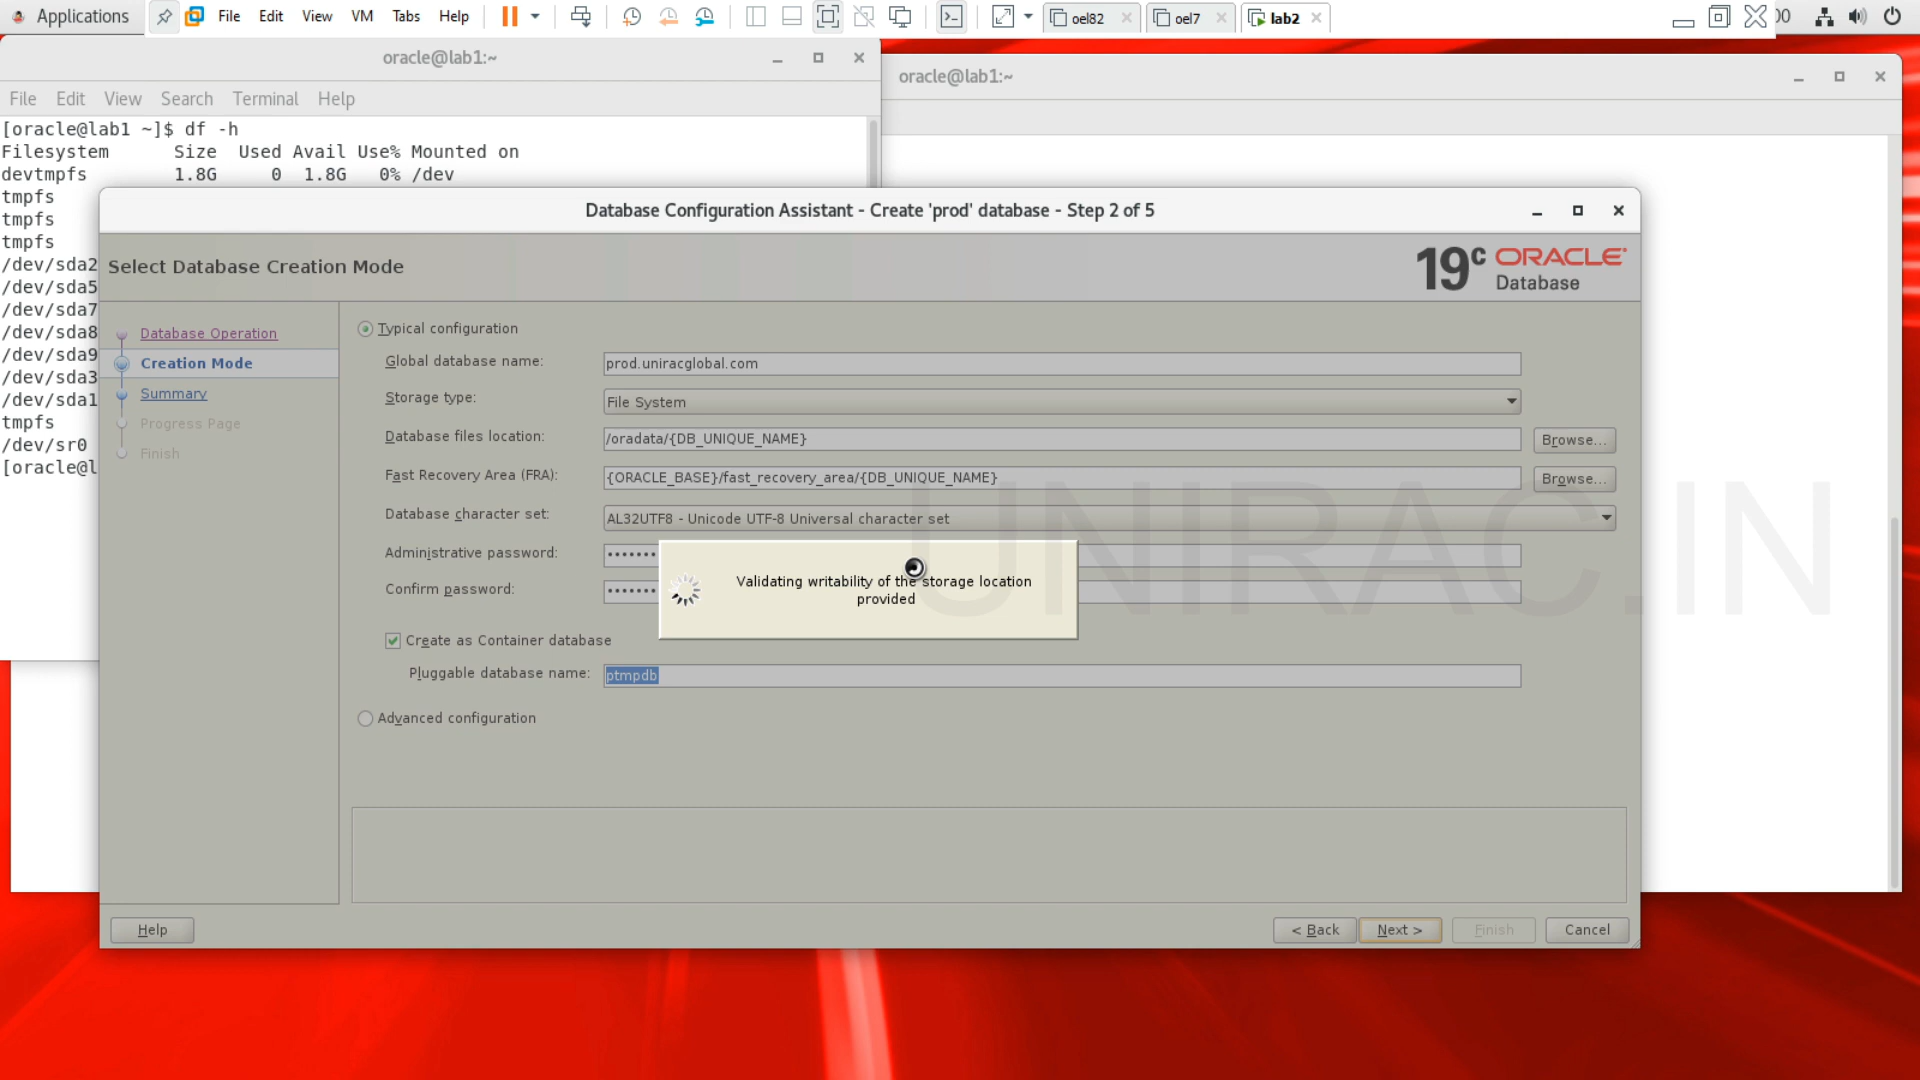 Applications File Edit View VM Tabs Help oel82 oel7 lab2 00
oracle@lab1:~
oracle@lab1:~
File Edit View Search Terminal Help
[oracle@lab1 ~]$ df -h
Filesystem Size Used Avail Use% Mounted on
devtmpfs 1.8G 0 1.8G 0% /dev
tmpfs
tmpfs
tmpfs
/dev/sda2
/dev/sda5
/dev/sda7
/dev/sda8
/dev/sda9
/dev/sda3
/dev/sda1
tmpfs
/dev/sr0
[oracle@l
Database Configuration Assistant - Create 'prod' database - Step 2 of 5
Select Database Creation Mode
19c ORACLE
Database
Database Operation
Creation Mode
Summary
Progress Page
Finish
Typical configuration
Global database name: prod.uniracglobal.com
Storage type: File System
Database files location: /oradata/{DB_UNIQUE_NAME} Browse...
Fast Recovery Area (FRA): {ORACLE_BASE}/fast_recovery_area/{DB_UNIQUE_NAME} Browse...
Database character set: AL32UTF8 - Unicode UTF-8 Universal character set
Administrative password: •••••••
Confirm password: •••••••
Validating writability of the storage location
provided
Create as Container database
Pluggable database name: ptmpdb
Advanced configuration
UNIRAC.IN
Help < Back Next > Finish Cancel